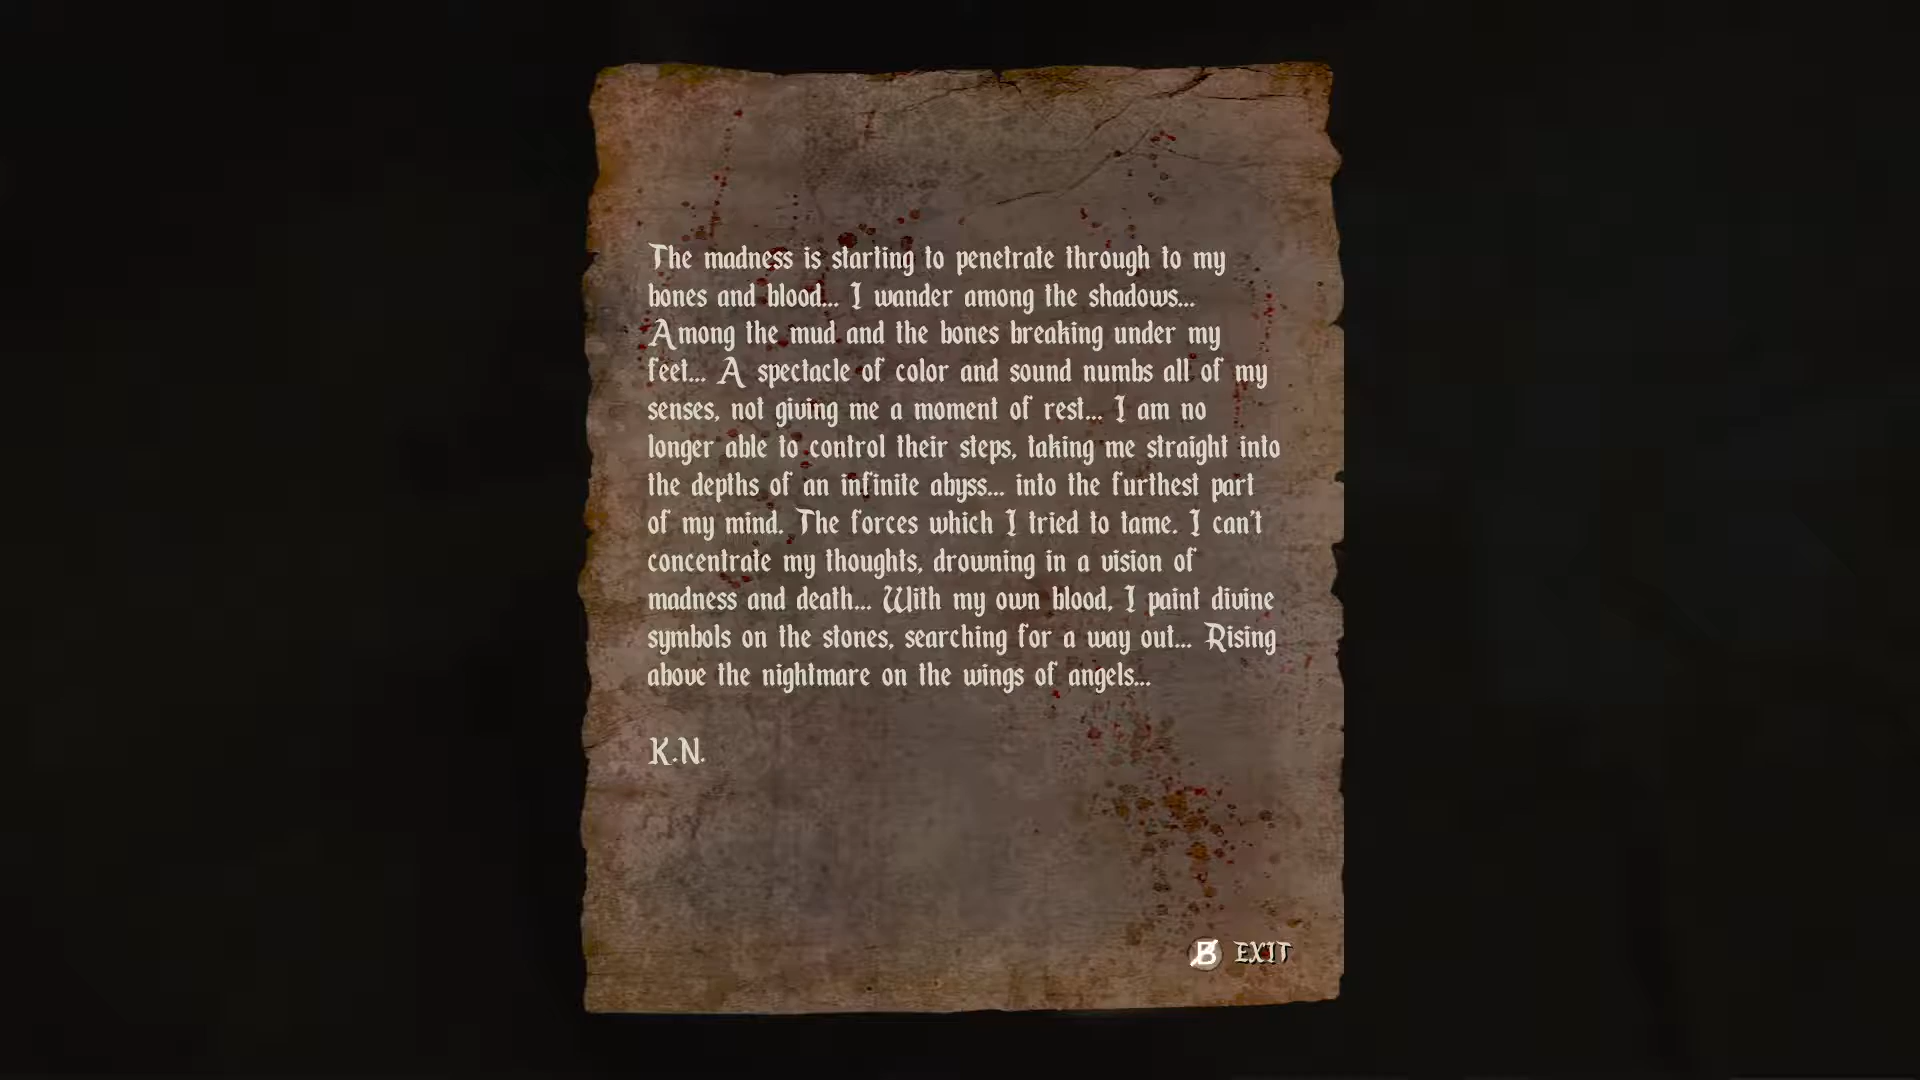 The madness is starting to penetrate through to my
bones and blood... I wander among the shadows...
Among the mud and the bones breaking under my
feet... A spectacle of color and sound numbs all of my
senses, not giving me a moment of rest... I am no
longer able to control their steps, taking me straight into
the depths of an infinite abyss... into the furthest part
of my mind. The forces which I tried to tame. I can't
concentrate my thoughts, drowning in a vision of
madness and death... With my own blood, I paint divine
symbols on the stones, searching for a way out... Rising
above the nightmare on the wings of angels...
K.N.
B EXIT